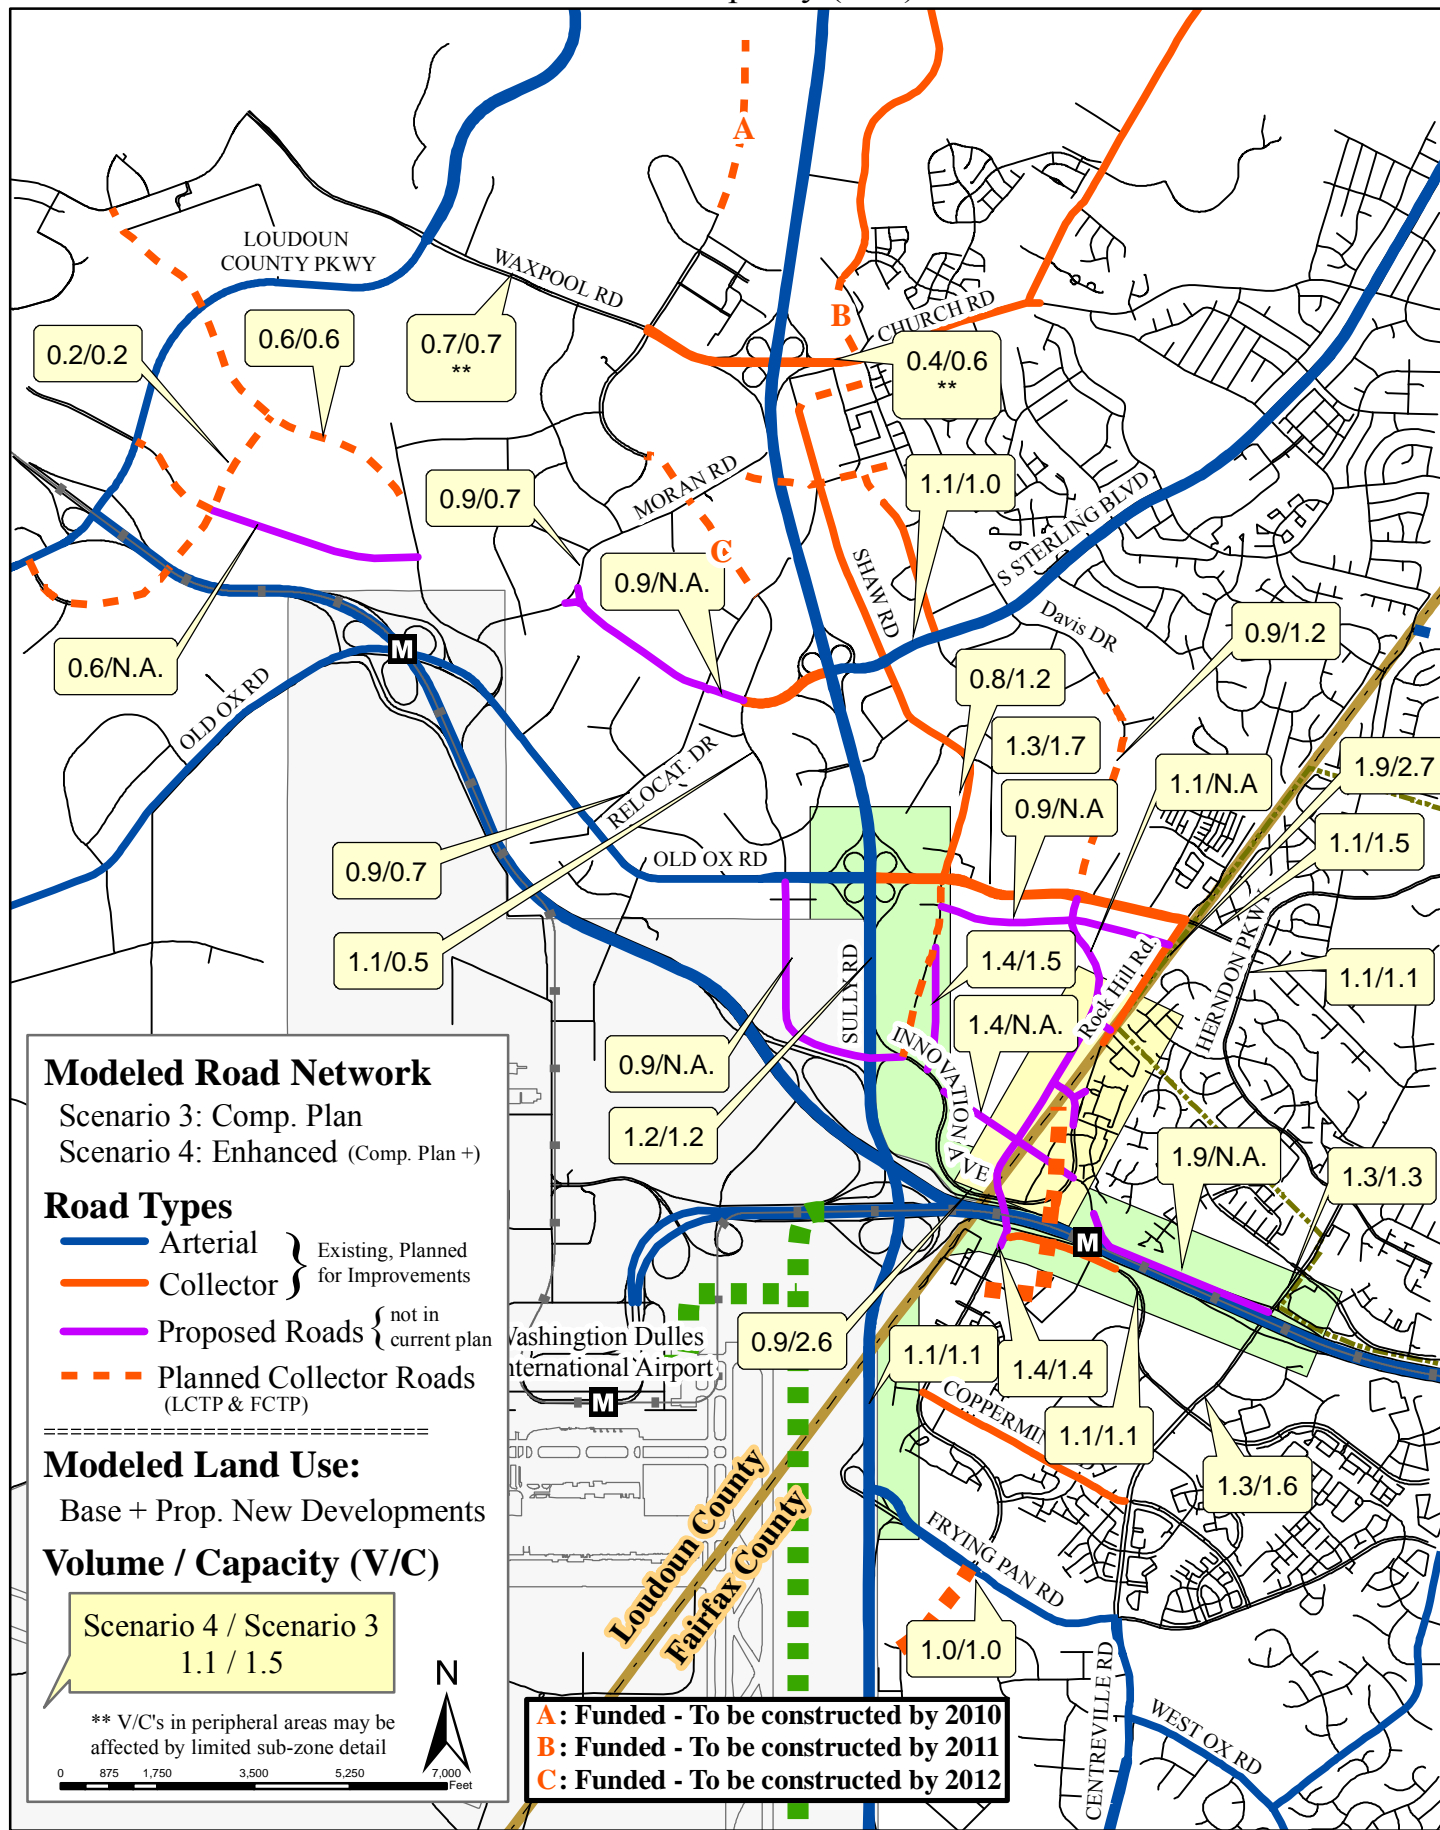 A
LOUDOUN
COUNTY PKWY
WAXPOOL RD
B
CHURCH RD
0.2/0.2
0.6/0.6
0.7/0.7
**
0.4/0.6
**
MORAN RD
0.9/0.7
1.1/1.0
S STERLING BLVD
C
SHAW RD
0.9/N.A.
Davis DR
0.9/1.2
0.6/N.A.
M
OLD OX RD
0.8/1.2
1.3/1.7
RELOCAT. DR
1.1/N.A
1.9/2.7
0.9/N.A
1.1/1.5
OLD OX RD
0.9/0.7
HERNDON PKWY
1.1/0.5
SULLY RD
1.4/1.5
Rock Hill Rd.
1.1/1.1
1.4/N.A.
INNOVATION AVE
0.9/N.A.
1.2/1.2
1.9/N.A.
1.3/1.3
M
0.9/2.6
1.1/1.1
1.4/1.4
1.1/1.1
1.3/1.6
Washingtion Dulles
International Airport
M
Loudoun County
Fairfax County
FRYING PAN RD
1.0/1.0
CENTREVILLE RD
WEST OX RD
Modeled Road Network
Scenario 3: Comp. Plan
Scenario 4: Enhanced (Comp. Plan +)
Road Types
Arterial
Collector
Existing, Planned
for Improvements
Proposed Roads
not in
current plan
Planned Collector Roads
(LCTP & FCTP)
=============================
Modeled Land Use:
Base + Prop. New Developments
Volume / Capacity (V/C)
Scenario 4 / Scenario 3
1.1 / 1.5
** V/C's in peripheral areas may be
affected by limited sub-zone detail
N
0 875 1,750 3,500 5,250 7,000
Feet
A: Funded - To be constructed by 2010
B: Funded - To be constructed by 2011
C: Funded - To be constructed by 2012